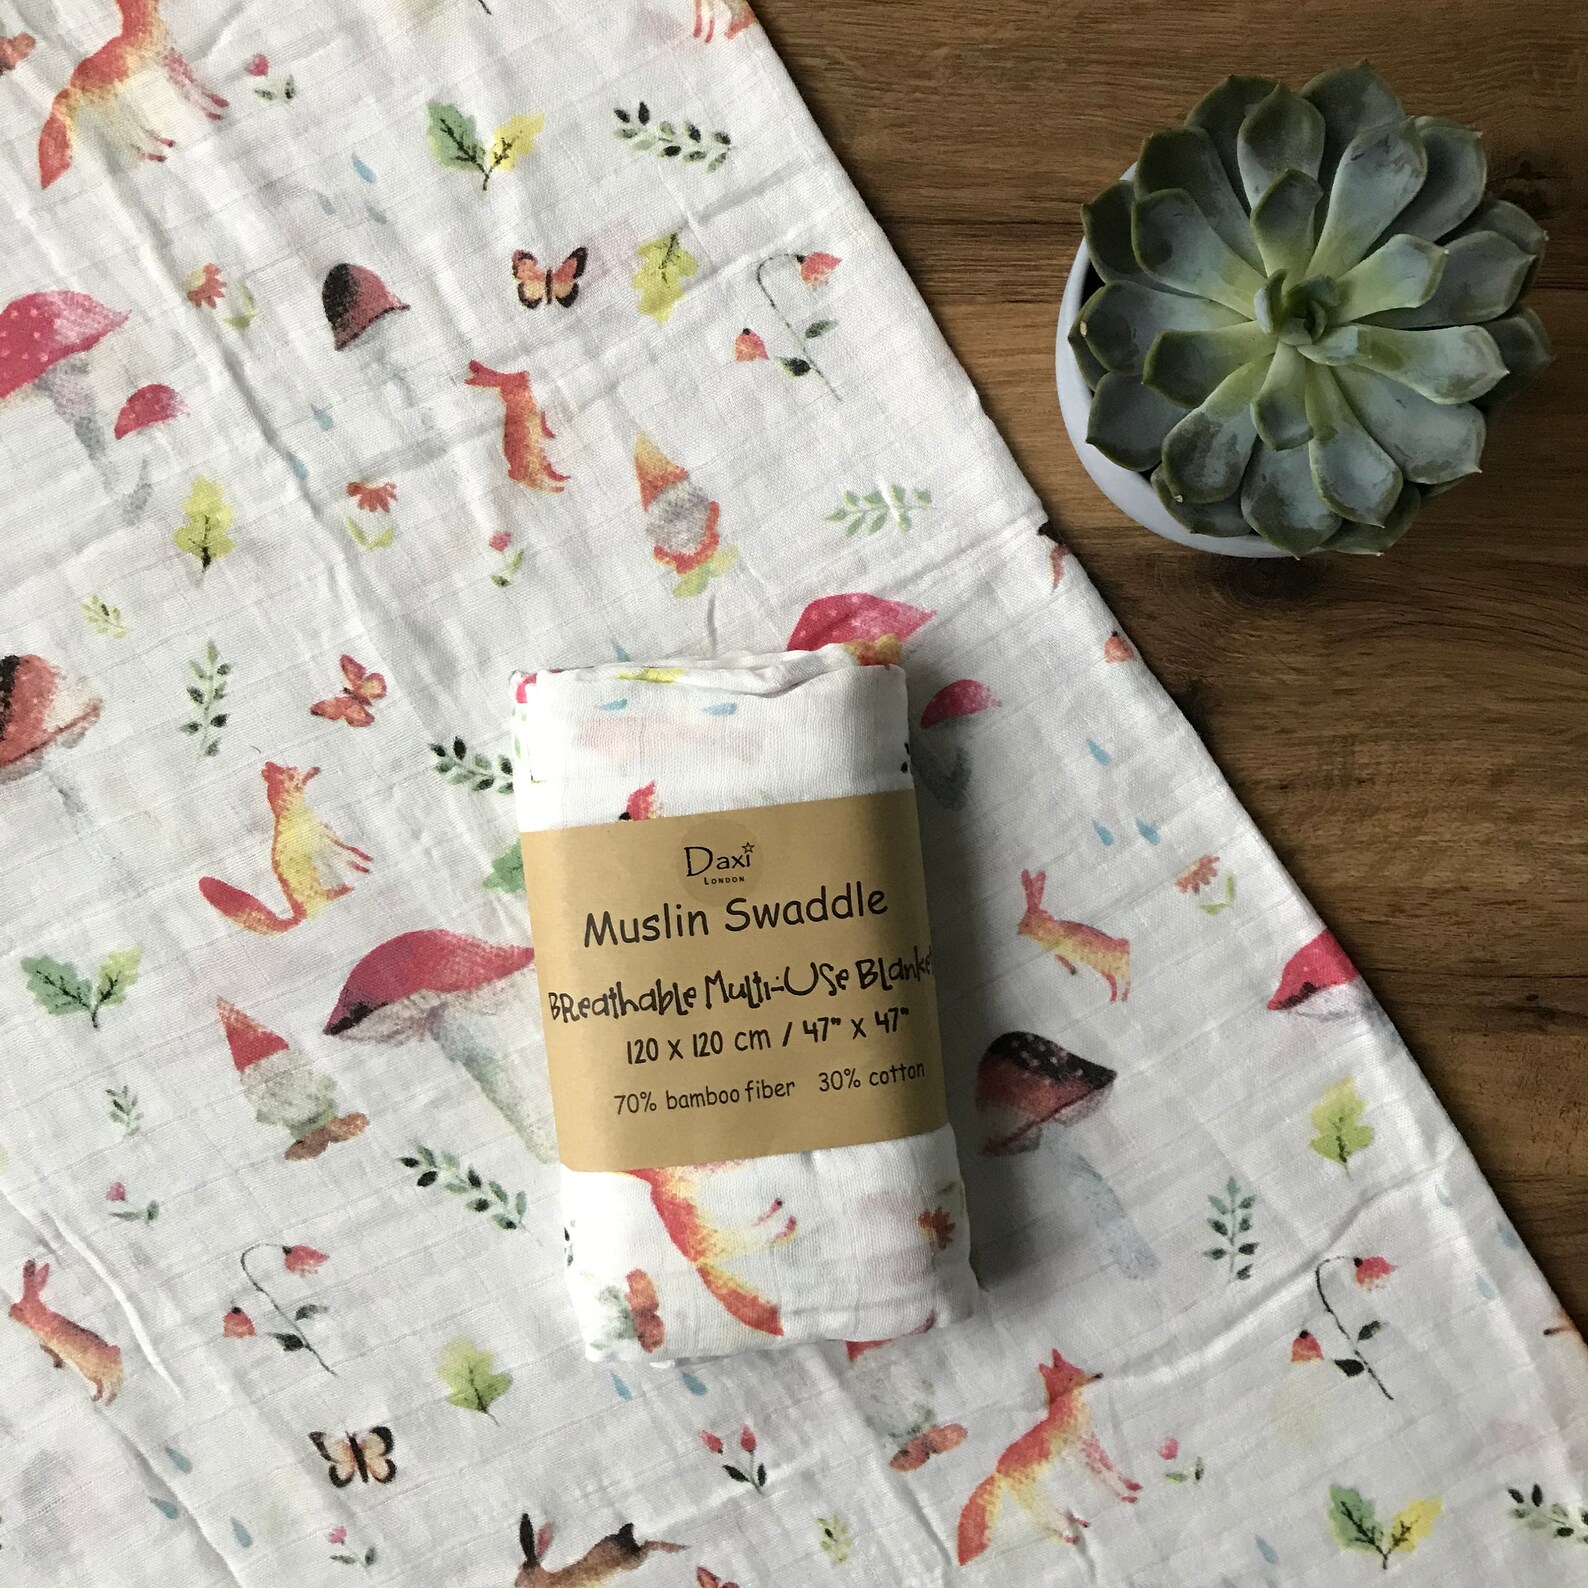 Daxi
LONDON
Muslin Swaddle
Breathable Multi-Use Blanket
120 x 120 cm / 47" x 47"
70% bamboo fiber 30% cotton